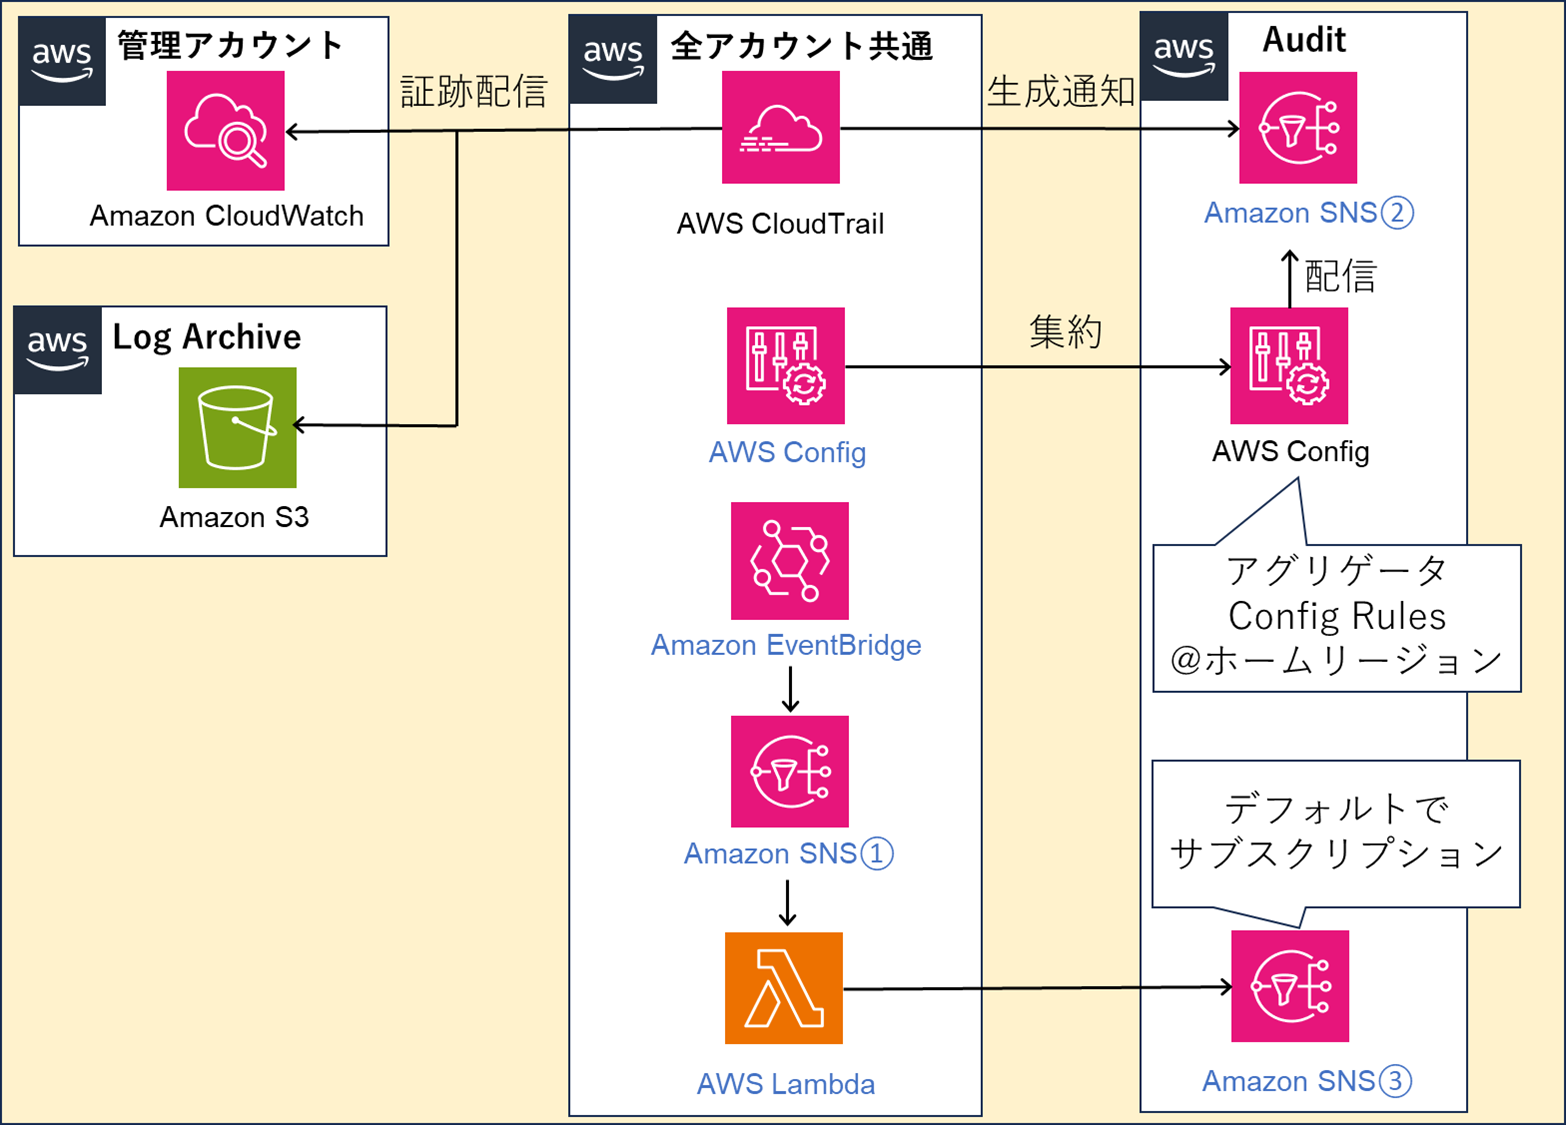 aws
管理アカウント
Amazon CloudWatch
証跡配信
aws
Log Archive
Amazon S3
aws
全アカウント共通
AWS CloudTrail
AWS Config
Amazon EventBridge
Amazon SNS①
AWS Lambda
生成通知
集約
aws
Audit
Amazon SNS②
配信
AWS Config
アグリゲータ
Config Rules
@ホームリージョン
デフォルトで
サブスクリプション
Amazon SNS③